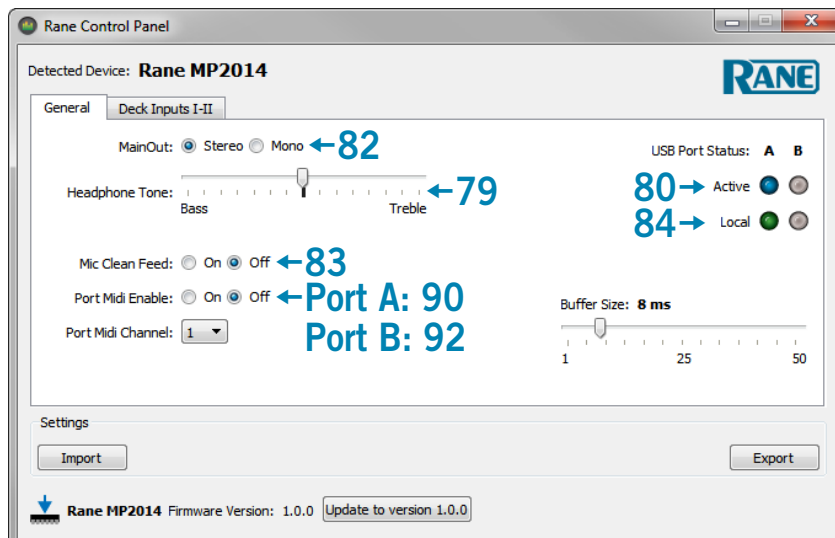 Rane Control Panel
Detected Device: Rane MP2014
RANE
General
Deck Inputs I-II
MainOut: Stereo Mono ←82
USB Port Status: A B
Headphone Tone: ←79
Bass Treble
80→ Active
84→ Local
Mic Clean Feed: On Off ←83
Port Midi Enable: On Off ←Port A: 90
Port B: 92
Port Midi Channel: 1
Buffer Size: 8 ms
1 25 50
Settings
Import
Export
Rane MP2014 Firmware Version: 1.0.0 Update to version 1.0.0